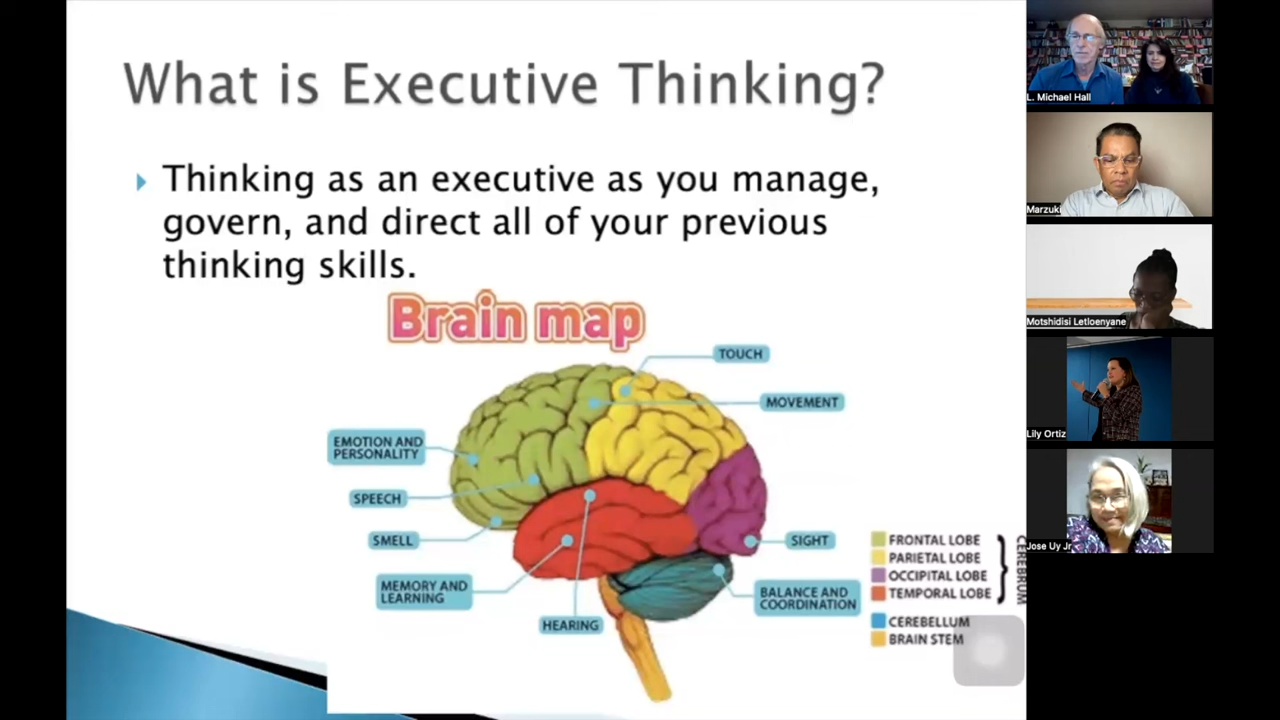 What is Executive Thinking?
Thinking as an executive as you manage,
govern, and direct all of your previous
thinking skills.
Brain map
TOUCH
MOVEMENT
EMOTION AND
PERSONALITY
SPEECH
SMELL
MEMORY AND
LEARNING
HEARING
SIGHT
BALANCE AND
COORDINATION
FRONTAL LOBE
PARIETAL LOBE
OCCIPITAL LOBE
TEMPORAL LOBE
CEREBRUM
CEREBELLUM
BRAIN STEM
L. Michael Hall
Marzuki
Motshidisi Letloenyane
Lily Ortiz
Jose Uy Jr